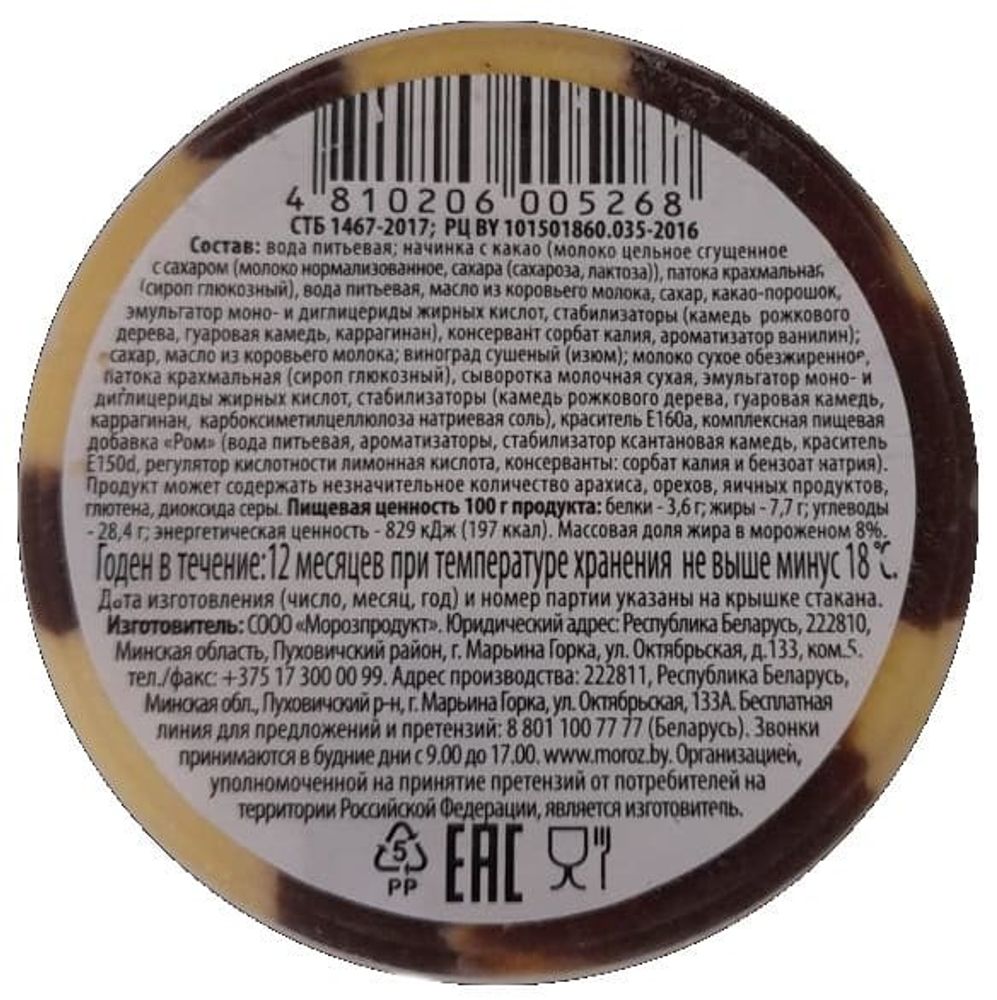 4 810206 005268
СТБ 1467-2017; РЦ BY 101501860.035-2016
Состав: вода питьевая; начинка с какао (молоко цельное сгущенное
с сахаром (молоко нормализованное, сахара (сахароза, лактоза)), патока крахмальная
(сироп глюкозный), вода питьевая, масло из коровьего молока, сахар, какао-порошок,
эмульгатор моно- и диглицериды жирных кислот, стабилизаторы (камедь рожкового
дерева, гуаровая камедь, каррагинан), консервант сорбат калия, ароматизатор ванилин);
сахар, масло из коровьего молока; виноград сушеный (изюм); молоко сухое обезжиренное,
патока крахмальная (сироп глюкозный), сыворотка молочная сухая, эмульгатор моно- и
диглицериды жирных кислот, стабилизаторы (камедь рожкового дерева, гуаровая камедь,
каррагинан, карбоксиметилцеллюлоза натриевая соль), краситель Е160а, комплексная пищевая
добавка «Ром» (вода питьевая, ароматизаторы, стабилизатор ксантановая камедь, краситель
Е150d, регулятор кислотности лимонная кислота, консерванты: сорбат калия и бензоат натрия).
Продукт может содержать незначительное количество арахиса, орехов, яичных продуктов,
глютена, диоксида серы. Пищевая ценность 100 г продукта: белки - 3,6 г; жиры - 7,7 г; углеводы
- 28,4 г; энергетическая ценность - 829 кДж (197 ккал). Массовая доля жира в мороженом 8%.
Годен в течение: 12 месяцев при температуре хранения не выше минус 18 °С.
Дата изготовления (число, месяц, год) и номер партии указаны на крышке стакана.
Изготовитель: СООО «Морозпродукт». Юридический адрес: Республика Беларусь, 222810,
Минская область, Пуховичский район, г. Марьина Горка, ул. Октябрьская, д.133, ком.5.
тел./факс: +375 17 300 00 99. Адрес производства: 222811, Республика Беларусь,
Минская обл., Пуховичский р-н, г. Марьина Горка, ул. Октябрьская, 133А. Бесплатная
линия для предложений и претензий: 8 801 100 77 77 (Беларусь). Звонки
принимаются в будние дни с 9.00 до 17.00. www.moroz.by. Организацией,
уполномоченной на принятие претензий от потребителей на
территории Российской Федерации, является изготовитель.
5
PP
EAC